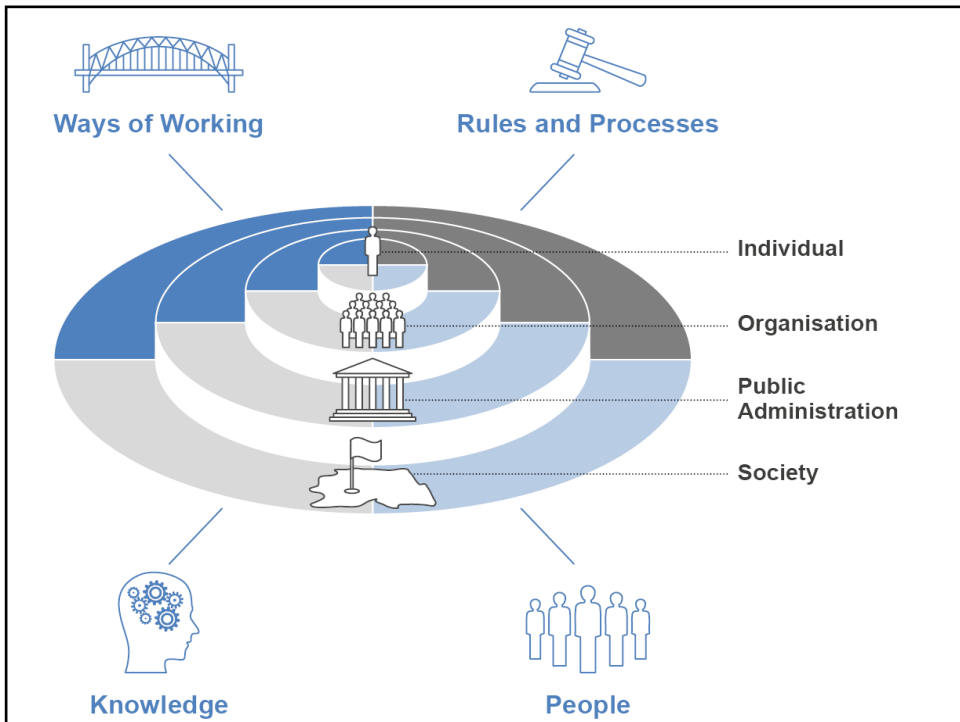 Ways of Working
Rules and Processes
Individual
Organisation
Public
Administration
Society
Knowledge
People